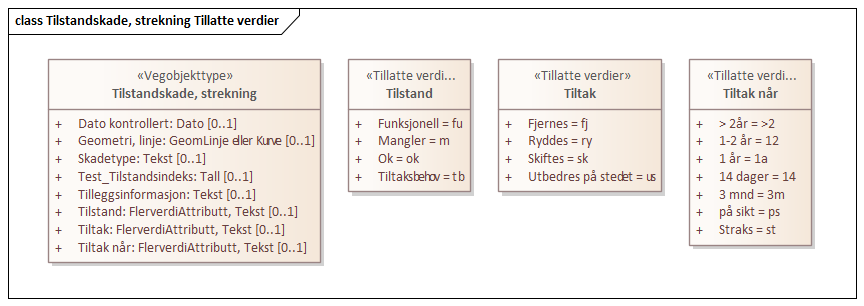 class Tilstandskade, strekning Tillatte verdier
«Vegobjekttype»
Tilstandskade, strekning
+ Dato kontrollert: Dato [0..1]
+ Geometri, linje: GeomLinje eller Kurve [0..1]
+ Skadetype: Tekst [0..1]
+ Test_Tilstandsindeks: Tall [0..1]
+ Tilleggsinformasjon: Tekst [0..1]
+ Tilstand: FlerverdiAttributt, Tekst [0..1]
+ Tiltak: FlerverdiAttributt, Tekst [0..1]
+ Tiltak når: FlerverdiAttributt, Tekst [0..1]
«Tillatte verdi...
Tilstand
+ Funksjonell = fu
+ Mangler = m
+ Ok = ok
+ Tiltaksbehov = tb
«Tillatte verdier»
Tiltak
+ Fjernes = fj
+ Ryddes = ry
+ Skiftes = sk
+ Utbedres på stedet = us
«Tillatte verdi...
Tiltak når
+ > 2år = >2
+ 1-2 år = 12
+ 1 år = 1a
+ 14 dager = 14
+ 3 mnd = 3m
+ på sikt = ps
+ Straks = st